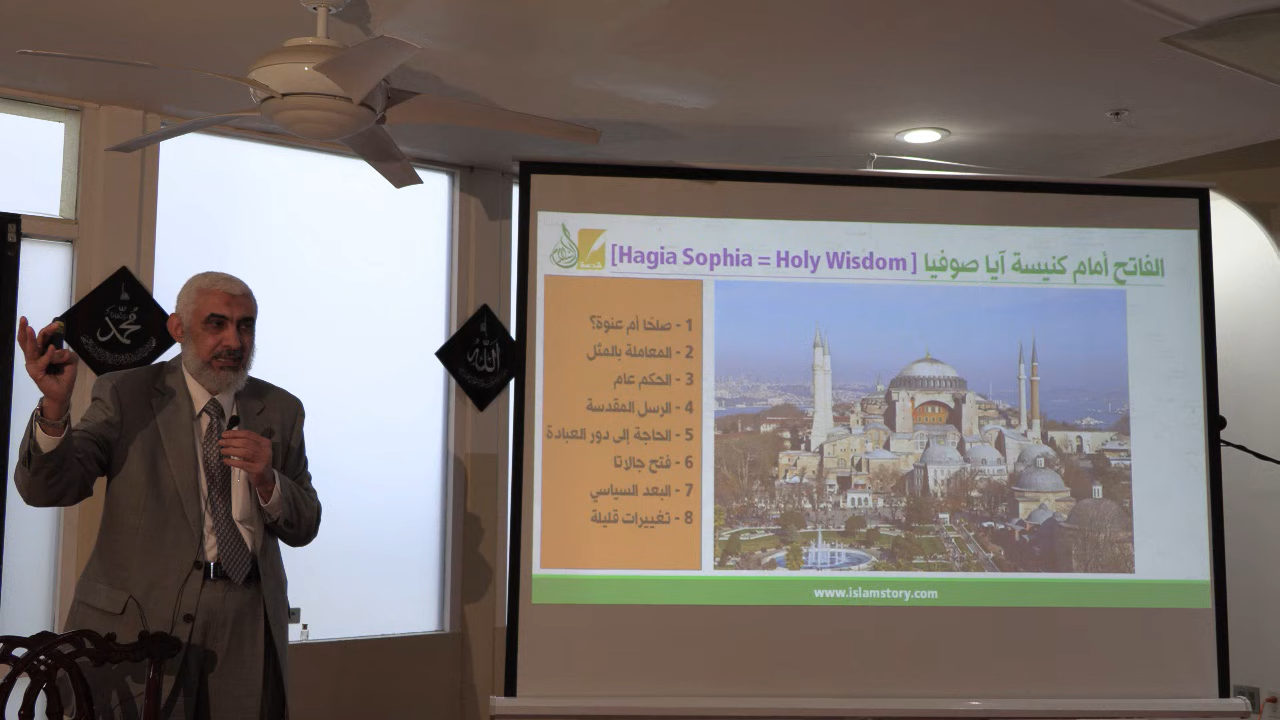 الفاتح أمام كنيسة آيا صوفيا [Hagia Sophia = Holy Wisdom]
1 - صلحًا أم عنوة؟
2 - المعاملة بالمثل
3 - الحكم عام
4 - الرسل المقدسة
5 - الحاجة إلى دور العبادة
6 - فتح جالاتا
7 - البعد السياسي
8 - تغييرات قليلة
www.islamstory.com
محمد
الله